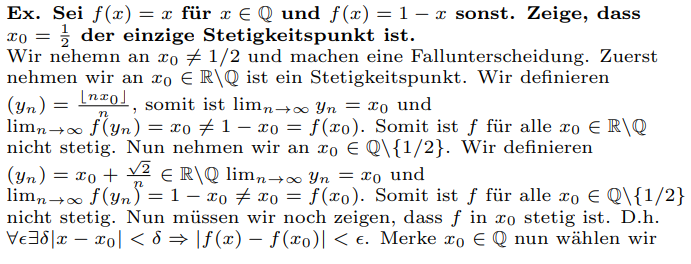 Ex. Sei f(x) = x für x ∈ ℚ und f(x) = 1 − x sonst. Zeige, dass
x₀ = 1/2 der einzige Stetigkeitspunkt ist.
Wir nehemn an x₀ ≠ 1/2 und machen eine Fallunterscheidung. Zuerst
nehmen wir an x₀ ∈ ℝ\ℚ ist ein Stetigkeitspunkt. Wir definieren
(yₙ) = ⌊nx₀⌋/n, somit ist limₙ→∞ yₙ = x₀ und
limₙ→∞ f(yₙ) = x₀ ≠ 1 − x₀ = f(x₀). Somit ist f für alle x₀ ∈ ℝ\ℚ
nicht stetig. Nun nehmen wir an x₀ ∈ ℚ\{1/2}. Wir definieren
(yₙ) = x₀ + √2/n ∈ ℝ\ℚ limₙ→∞ yₙ = x₀ und
limₙ→∞ f(yₙ) = 1 − x₀ ≠ x₀ = f(x₀). Somit ist f für alle x₀ ∈ ℚ\{1/2}
nicht stetig. Nun müssen wir noch zeigen, dass f in x₀ stetig ist. D.h.
∀ϵ∃δ|x − x₀| < δ ⇒ |f(x) − f(x₀)| < ϵ. Merke x₀ ∈ ℚ nun wählen wir